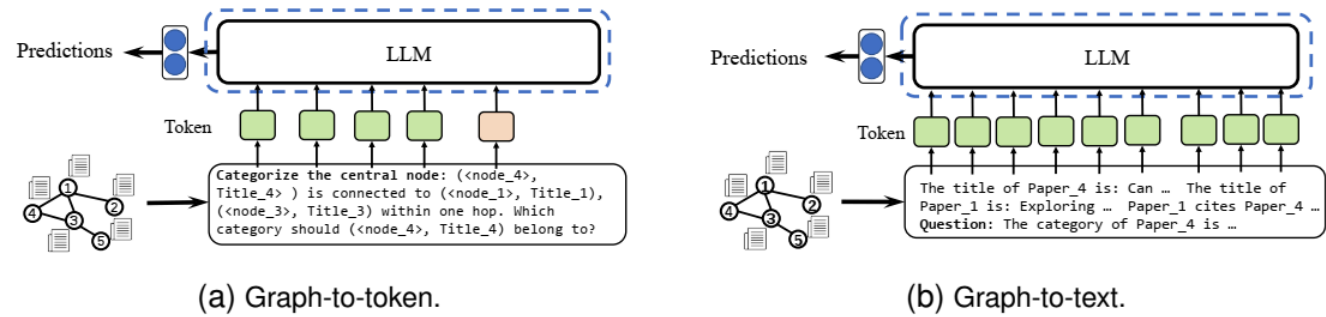 Predictions
LLM
Token
1
2
3
4
5
Categorize the central node: (<node_4>,
Title_4> ) is connected to (<node_1>, Title_1),
(<node_3>, Title_3) within one hop. Which
category should (<node_4>, Title_4) belong to?
(a) Graph-to-token.
Predictions
LLM
Token
1
2
3
4
5
The title of Paper_4 is: Can … The title of
Paper_1 is: Exploring … Paper_1 cites Paper_4 …
Question: The category of Paper_4 is …
(b) Graph-to-text.